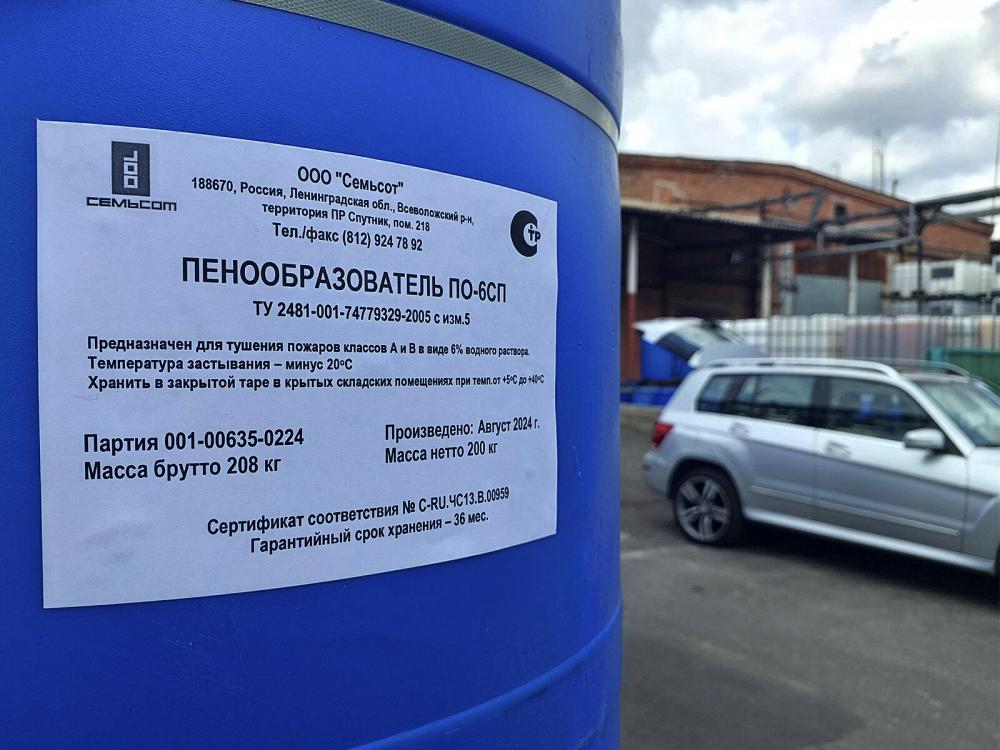 СЕМЬСОТ
ООО "Семьсот"
188670, Россия, Ленинградская обл., Всеволожский р-н,
территория ПР Спутник, пом. 218
Тел./факс (812) 924 78 92
СТР
ПЕНООБРАЗОВАТЕЛЬ ПО-6СП
ТУ 2481-001-74779329-2005 с изм.5
Предназначен для тушения пожаров классов А и В в виде 6% водного раствора.
Температура застывания – минус 20ºС
Хранить в закрытой таре в крытых складских помещениях при темп.от +5ºС до +40ºС
Партия 001-00635-0224
Масса брутто 208 кг
Произведено: Август 2024 г.
Масса нетто 200 кг
Сертификат соответствия № C-RU.ЧС13.В.00959
Гарантийный срок хранения – 36 мес.